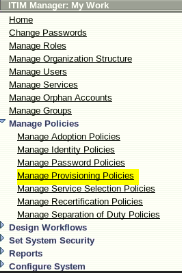 ITIM Manager: My Work
Home
Change Passwords
Manage Roles
Manage Organization Structure
Manage Users
Manage Services
Manage Orphan Accounts
Manage Groups
Manage Policies
Manage Adoption Policies
Manage Identity Policies
Manage Password Policies
Manage Provisioning Policies
Manage Service Selection Policies
Manage Recertification Policies
Manage Separation of Duty Policies
Design Workflows
Set System Security
Reports
Configure System